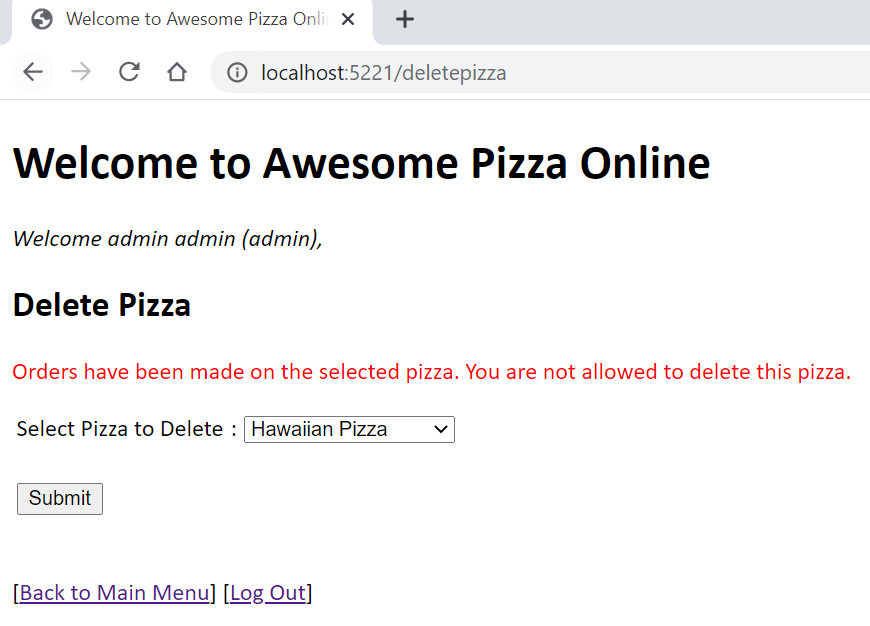 Welcome to Awesome Pizza Onli
localhost:5221/deletepizza
Welcome to Awesome Pizza Online
Welcome admin admin (admin),
Delete Pizza
Orders have been made on the selected pizza. You are not allowed to delete this pizza.
Select Pizza to Delete : Hawaiian Pizza
Submit
[Back to Main Menu] [Log Out]